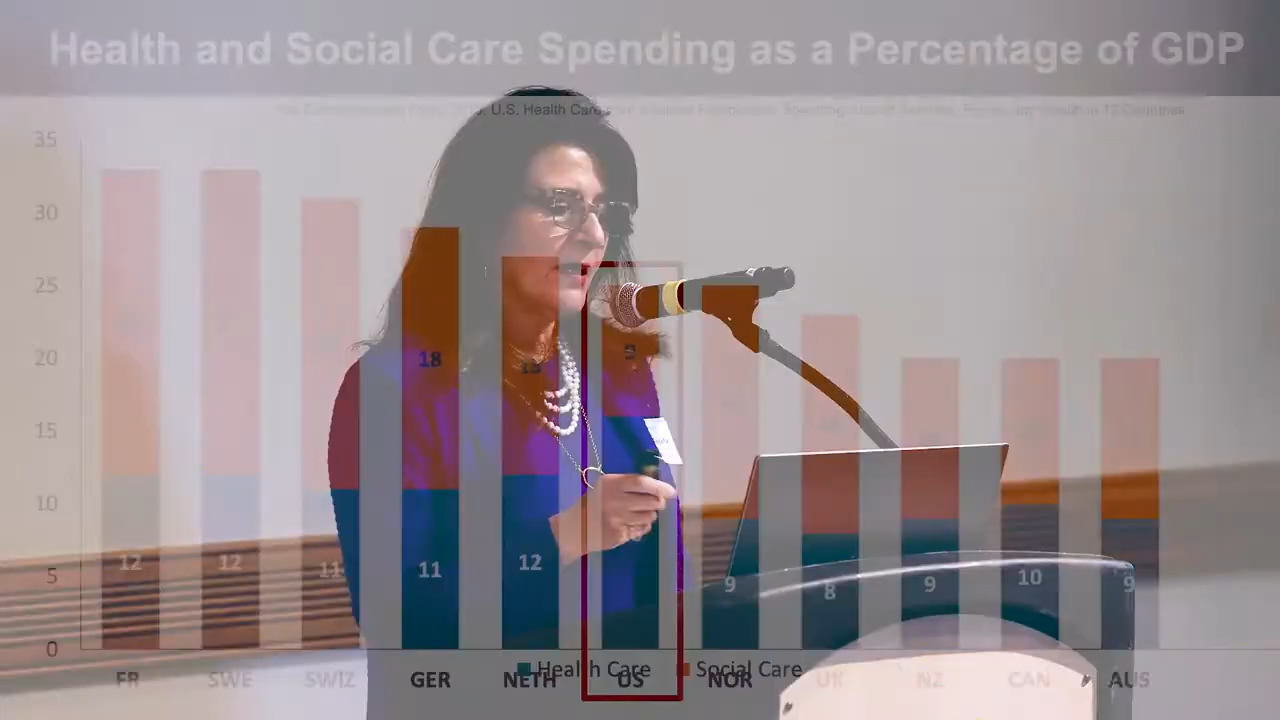 Health and Social Care Spending as a Percentage of GDP
U.S. Health Care
35
30
25
20
15
10
5
0
18
9
12 12 11 11 12 9 8 9 10 9
Health Care Social Care
FR SWE SWIZ GER NETH US NOR UK NZ CAN AUS